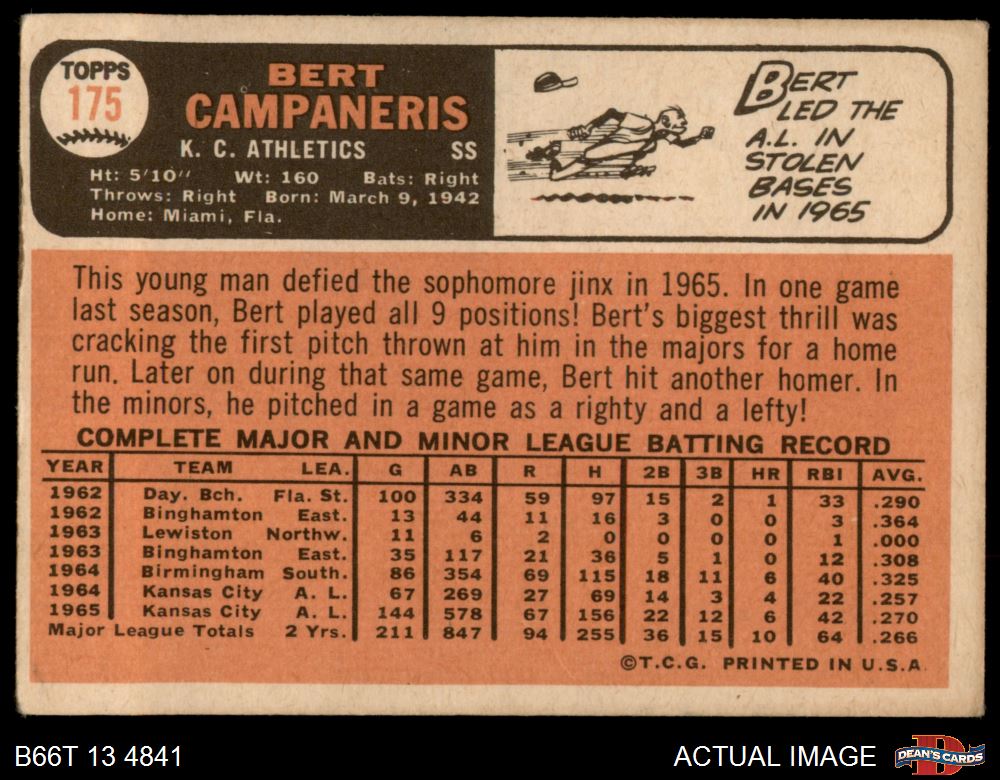 TOPPS
175
BERT
CAMPANERIS
K. C. ATHLETICS SS
Ht: 5'10" Wt: 160 Bats: Right
Throws: Right Born: March 9, 1942
Home: Miami, Fla.
BERT
LED THE
A.L. IN
STOLEN
BASES
IN 1965
This young man defied the sophomore jinx in 1965. In one game
last season, Bert played all 9 positions! Bert's biggest thrill was
cracking the first pitch thrown at him in the majors for a home
run. Later on during that same game, Bert hit another homer. In
the minors, he pitched in a game as a righty and a lefty!
COMPLETE MAJOR AND MINOR LEAGUE BATTING RECORD
YEAR TEAM LEA. G AB R H 2B 3B HR RBI AVG.
1962 Day. Bch. Fla. St. 100 334 59 97 15 2 1 33 .290
1962 Binghamton East. 13 44 11 16 3 0 0 3 .364
1963 Lewiston Northw. 11 6 2 0 0 0 0 1 .000
1963 Binghamton East. 35 117 21 36 5 1 0 12 .308
1964 Birmingham South. 86 354 69 115 18 11 6 40 .325
1964 Kansas City A. L. 67 269 27 69 14 3 4 22 .257
1965 Kansas City A. L. 144 578 67 156 22 12 6 42 .270
Major League Totals 2 Yrs. 211 847 94 255 36 15 10 64 .266
©T.C.G. PRINTED IN U.S.A.
B66T 13 4841 ACTUAL IMAGE DEAN'S CARDS